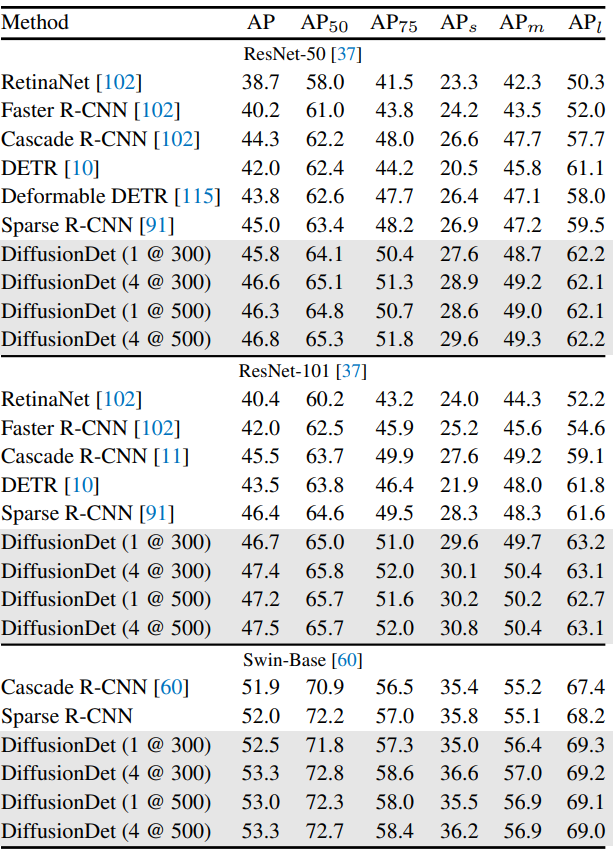 Method AP AP50 AP75 APs APm APl
ResNet-50 [37]
RetinaNet [102] 38.7 58.0 41.5 23.3 42.3 50.3
Faster R-CNN [102] 40.2 61.0 43.8 24.2 43.5 52.0
Cascade R-CNN [102] 44.3 62.2 48.0 26.6 47.7 57.7
DETR [10] 42.0 62.4 44.2 20.5 45.8 61.1
Deformable DETR [115] 43.8 62.6 47.7 26.4 47.1 58.0
Sparse R-CNN [91] 45.0 63.4 48.2 26.9 47.2 59.5
DiffusionDet (1 @ 300) 45.8 64.1 50.4 27.6 48.7 62.2
DiffusionDet (4 @ 300) 46.6 65.1 51.3 28.9 49.2 62.1
DiffusionDet (1 @ 500) 46.3 64.8 50.7 28.6 49.0 62.1
DiffusionDet (4 @ 500) 46.8 65.3 51.8 29.6 49.3 62.2
ResNet-101 [37]
RetinaNet [102] 40.4 60.2 43.2 24.0 44.3 52.2
Faster R-CNN [102] 42.0 62.5 45.9 25.2 45.6 54.6
Cascade R-CNN [11] 45.5 63.7 49.9 27.6 49.2 59.1
DETR [10] 43.5 63.8 46.4 21.9 48.0 61.8
Sparse R-CNN [91] 46.4 64.6 49.5 28.3 48.3 61.6
DiffusionDet (1 @ 300) 46.7 65.0 51.0 29.6 49.7 63.2
DiffusionDet (4 @ 300) 47.4 65.8 52.0 30.1 50.4 63.1
DiffusionDet (1 @ 500) 47.2 65.7 51.6 30.2 50.2 62.7
DiffusionDet (4 @ 500) 47.5 65.7 52.0 30.8 50.4 63.1
Swin-Base [60]
Cascade R-CNN [60] 51.9 70.9 56.5 35.4 55.2 67.4
Sparse R-CNN 52.0 72.2 57.0 35.8 55.1 68.2
DiffusionDet (1 @ 300) 52.5 71.8 57.3 35.0 56.4 69.3
DiffusionDet (4 @ 300) 53.3 72.8 58.6 36.6 57.0 69.2
DiffusionDet (1 @ 500) 53.0 72.3 58.0 35.5 56.9 69.1
DiffusionDet (4 @ 500) 53.3 72.7 58.4 36.2 56.9 69.0